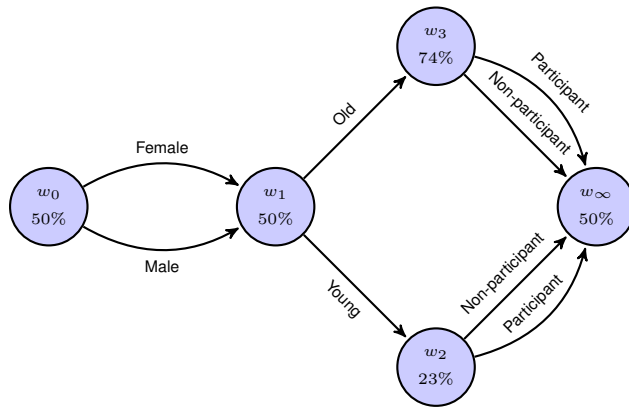 w₃
74%
Participant
Non-participant
Old
Female
w₀
50%
w₁
50%
w∞
50%
Male
Young
Non-participant
Participant
w₂
23%